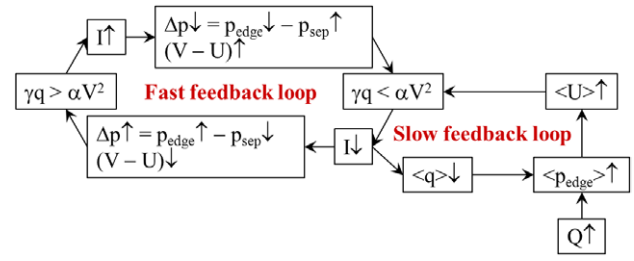 I↑
Δp↓ = p_edge↓ – p_sep↑
(V – U)↑
γq > αV²
Fast feedback loop
γq < αV²
<U>↑
Δp↑ = p_edge↑ – p_sep↓
(V – U)↓
I↓
Slow feedback loop
<q>↓
<p_edge>↑
Q↑